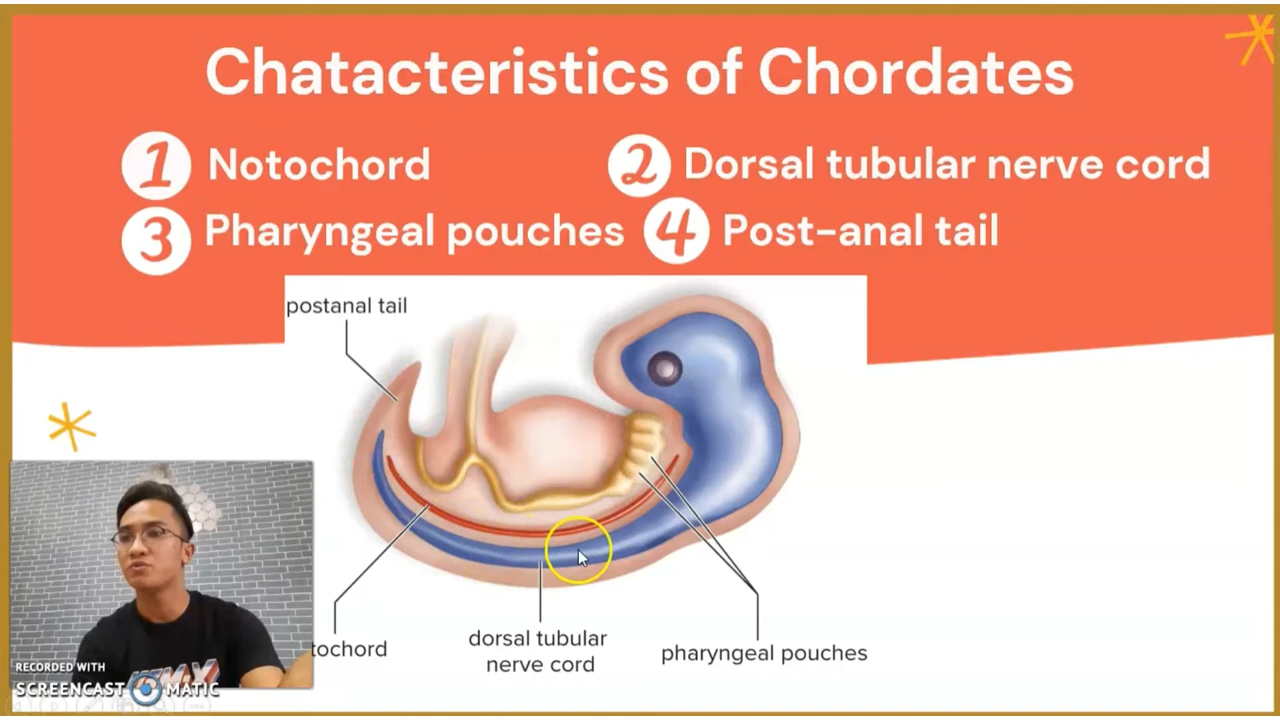 Chatacteristics of Chordates
1 Notochord
2 Dorsal tubular nerve cord
3 Pharyngeal pouches
4 Post-anal tail
postanal tail
tochord
dorsal tubular
nerve cord
pharyngeal pouches
RECORDED WITH
SCREENCAST MATIC